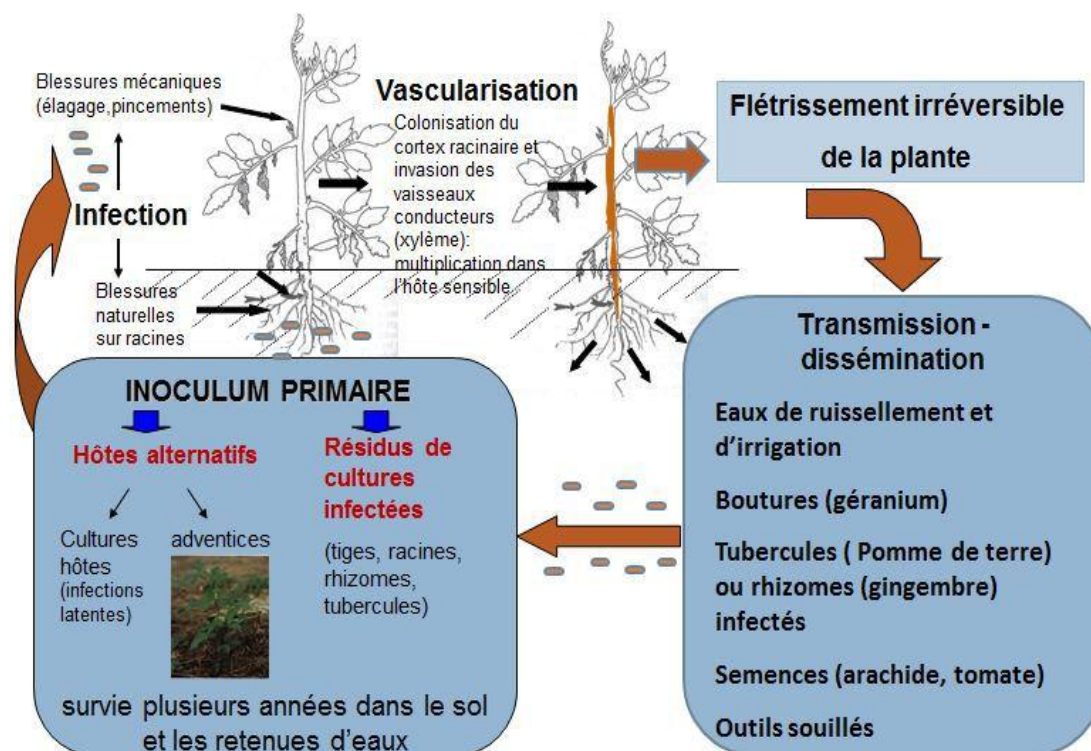 Blessures mécaniques
(élagage,pincements)
Infection
Blessures
naturelles
sur racines
Vascularisation
Colonisation du
cortex racinaire et
invasion des
vaisseaux
conducteurs
(xylème):
multiplication dans
l'hôte sensible.
Flétrissement irréversible
de la plante
Transmission -
dissémination
Eaux de ruissellement et
d'irrigation
Boutures (géranium)
Tubercules ( Pomme de terre)
ou rhizomes (gingembre)
infectés
Semences (arachide, tomate)
Outils souillés
INOCULUM PRIMAIRE
Hôtes alternatifs
Cultures
hôtes
(infections
latentes)
adventices
Résidus de
cultures
infectées
(tiges, racines,
rhizomes,
tubercules)
survie plusieurs années dans le sol
et les retenues d'eaux